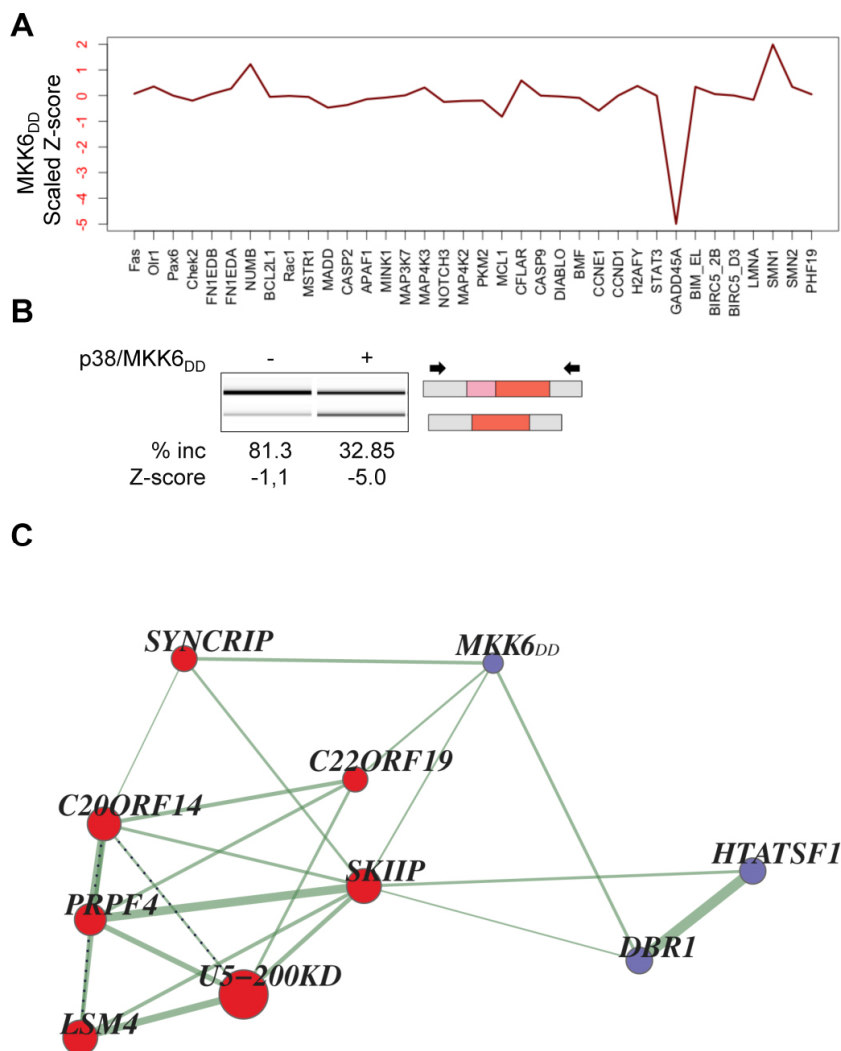 A
MKK6DD
Scaled Z-score
2
1
0
-1
-2
-3
-4
-5
Fas
Olr1
Pax6
Chek2
FN1EDB
FN1EDA
NUMB
BCL2L1
Rac1
MSTR1
MADD
CASP2
APAF1
MINK1
MAP3K7
MAP4K3
NOTCH3
MAP4K2
PKM2
MCL1
CFLAR
CASP9
DIABLO
BMF
CCNE1
CCND1
H2AFY
STAT3
GADD45A
BIM_EL
BIRC5_2B
BIRC5_D3
LMNA
SMN1
SMN2
PHF19
B
p38/MKK6DD - +
% inc 81.3 32.85
Z-score -1,1 -5.0
C
SYNCRIP
MKK6DD
C22ORF19
C20ORF14
SKIIP
HTATSF1
PRPF4
DBR1
U5-200KD
LSM4